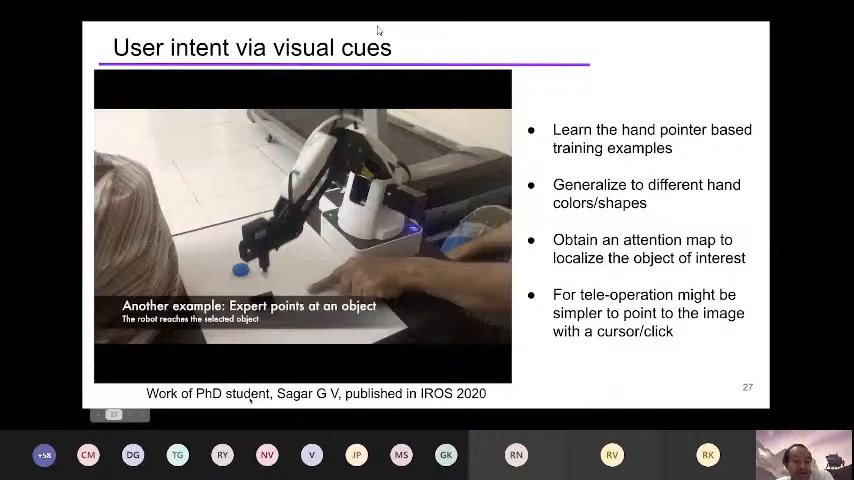 User intent via visual cues
● Learn the hand pointer based
training examples
● Generalize to different hand
colors/shapes
● Obtain an attention map to
localize the object of interest
● For tele-operation might be
simpler to point to the image
with a cursor/click
Another example: Expert points at an object
The robot reaches the selected object
Work of PhD student, Sagar G V, published in IROS 2020
27
27
+58 CM DG TG RY NV V JP MS GK RN RV RK